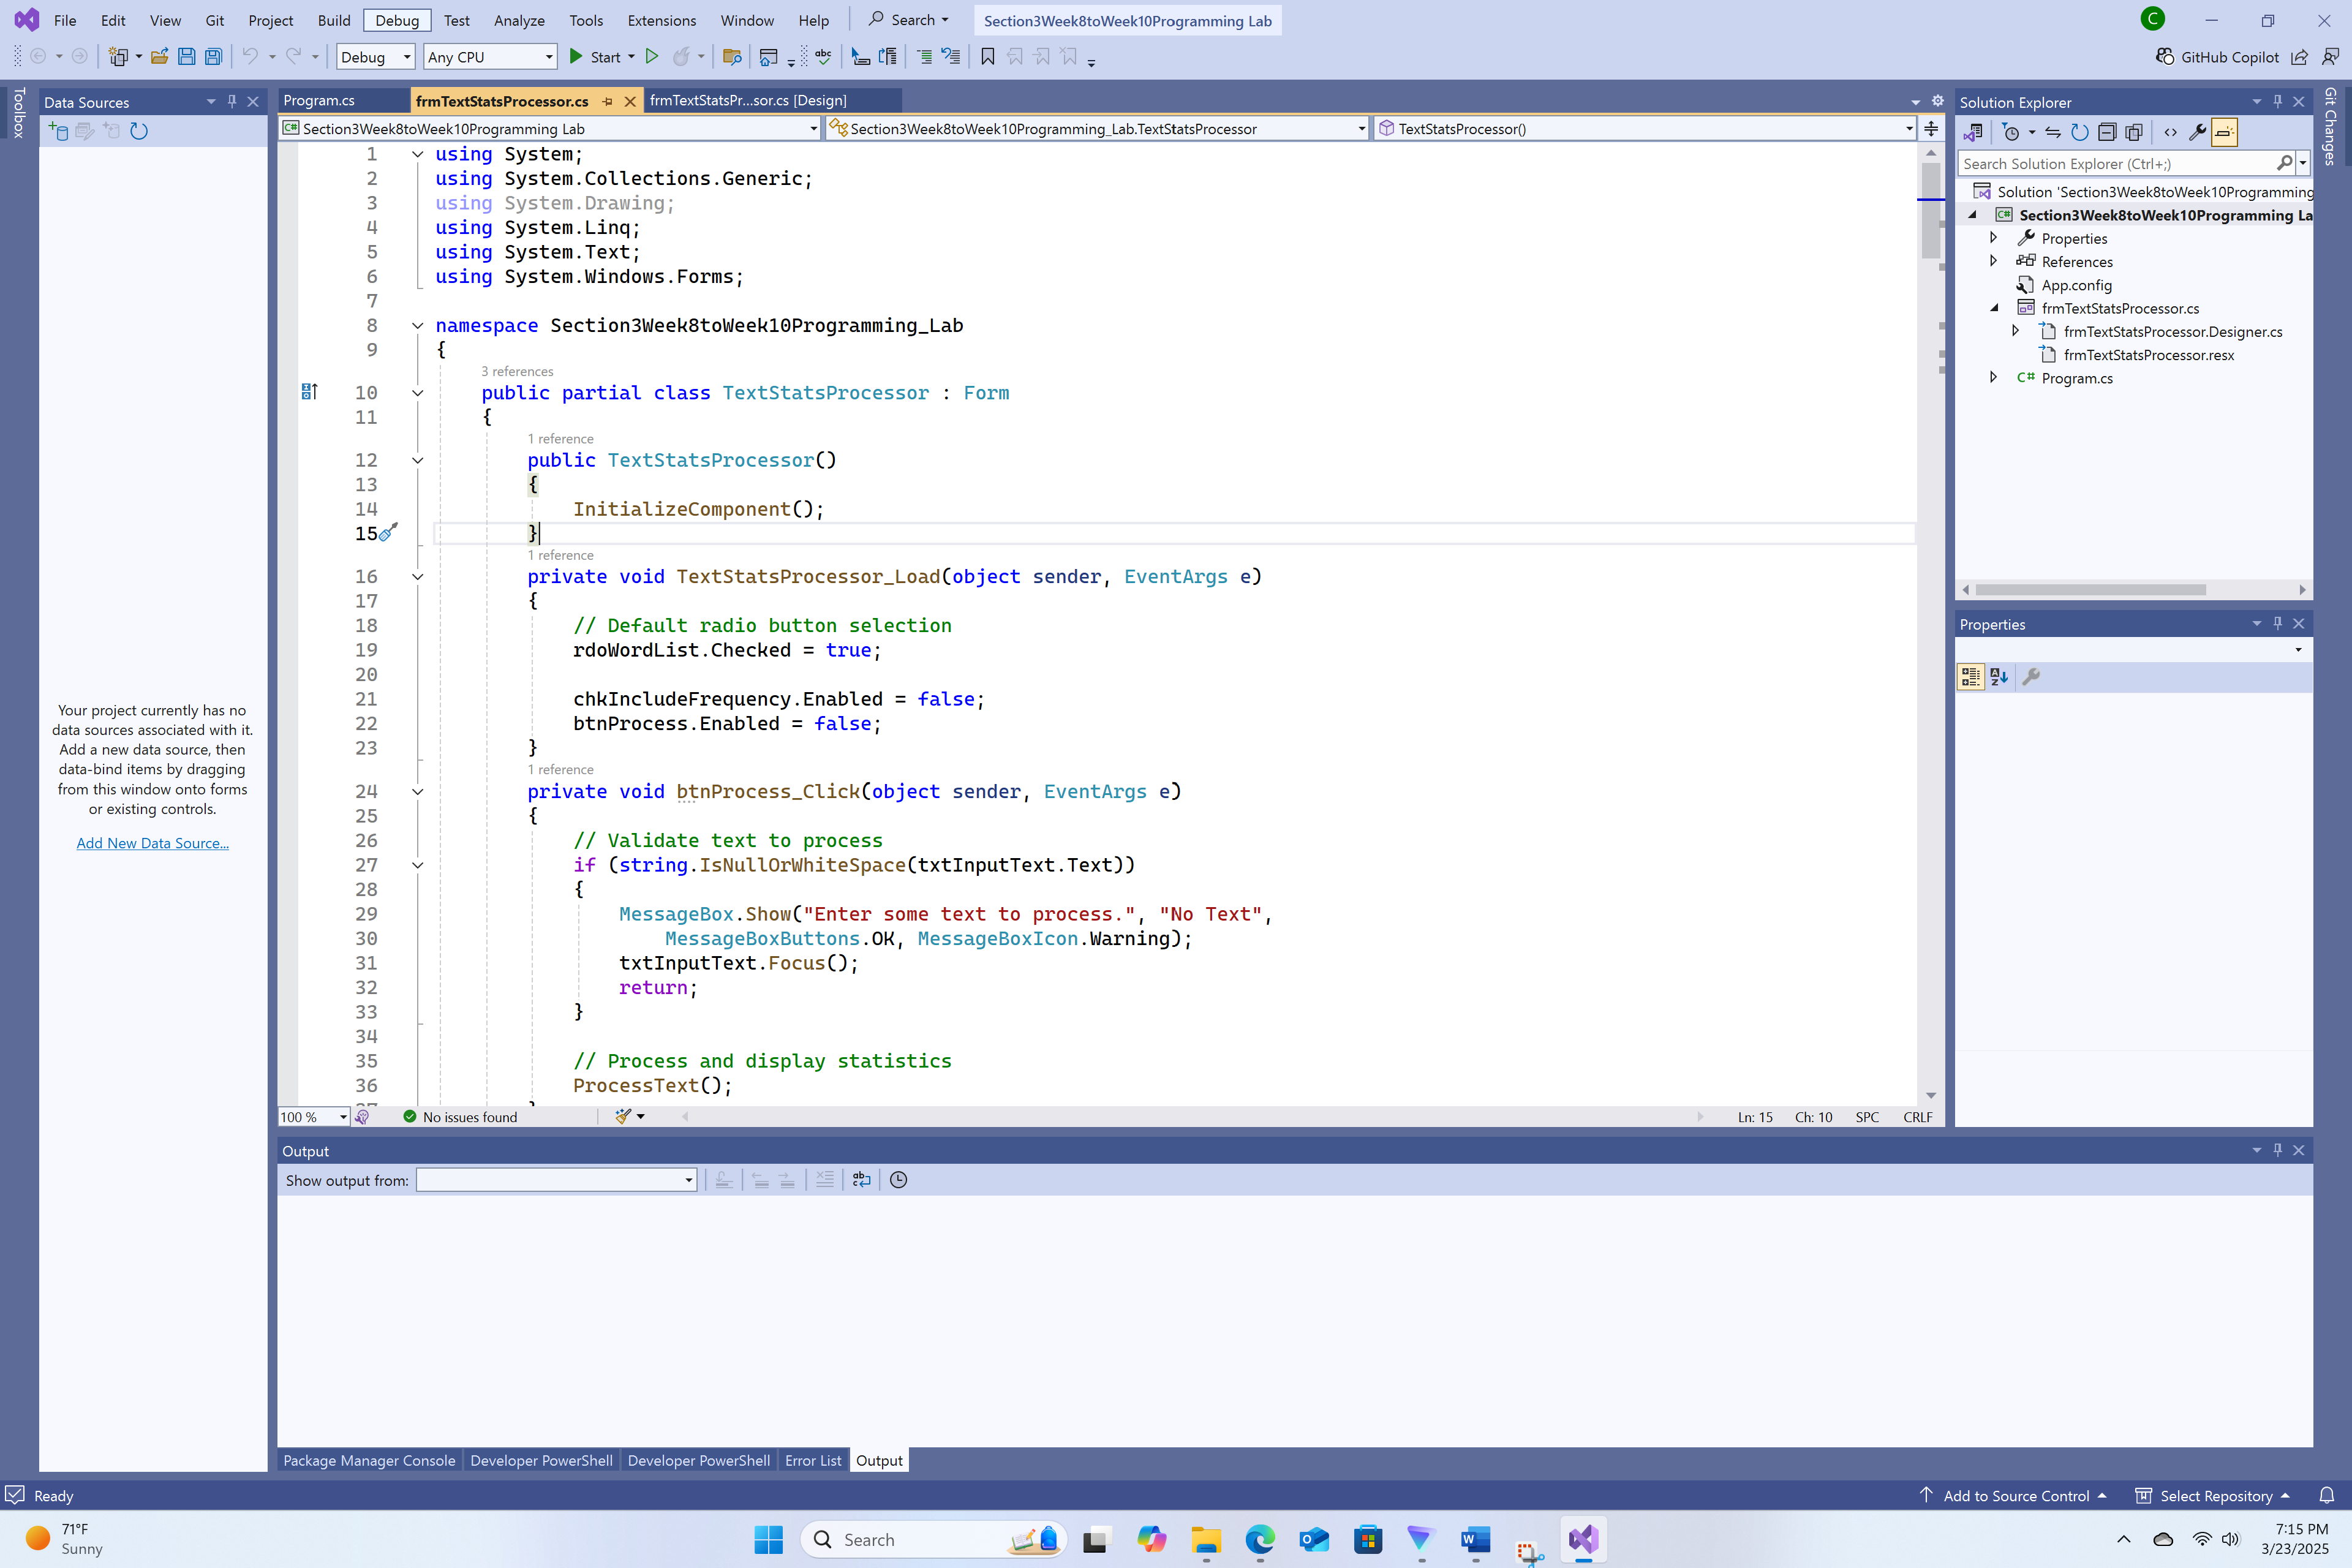 File Edit View Git Project Build Debug Test Analyze Tools Extensions Window Help Search Section3Week8toWeek10Programming Lab C
Debug Any CPU Start abc GitHub Copilot
Toolbox
Data Sources
Your project currently has no
data sources associated with it.
Add a new data source, then
data-bind items by dragging
from this window onto forms
or existing controls.
Add New Data Source...
Program.cs frmTextStatsProcessor.cs frmTextStatsPr...sor.cs [Design]
C# Section3Week8toWeek10Programming Lab Section3Week8toWeek10Programming_Lab.TextStatsProcessor TextStatsProcessor()
1 using System;
2 using System.Collections.Generic;
3 using System.Drawing;
4 using System.Linq;
5 using System.Text;
6 using System.Windows.Forms;
7
8 namespace Section3Week8toWeek10Programming_Lab
9 {
3 references
10 public partial class TextStatsProcessor : Form
11 {
1 reference
12 public TextStatsProcessor()
13 {
14 InitializeComponent();
15 }
1 reference
16 private void TextStatsProcessor_Load(object sender, EventArgs e)
17 {
18 // Default radio button selection
19 rdoWordList.Checked = true;
20
21 chkIncludeFrequency.Enabled = false;
22 btnProcess.Enabled = false;
23 }
1 reference
24 private void btnProcess_Click(object sender, EventArgs e)
25 {
26 // Validate text to process
27 if (string.IsNullOrWhiteSpace(txtInputText.Text))
28 {
29 MessageBox.Show("Enter some text to process.", "No Text",
30 MessageBoxButtons.OK, MessageBoxIcon.Warning);
31 txtInputText.Focus();
32 return;
33 }
34
35 // Process and display statistics
36 ProcessText();
100 % No issues found Ln: 15 Ch: 10 SPC CRLF
Output
Show output from:
Package Manager Console Developer PowerShell Developer PowerShell Error List Output
Solution Explorer
Search Solution Explorer (Ctrl+;)
Solution 'Section3Week8toWeek10Programming
C# Section3Week8toWeek10Programming La
Properties
References
App.config
frmTextStatsProcessor.cs
frmTextStatsProcessor.Designer.cs
frmTextStatsProcessor.resx
C# Program.cs
Properties
Git Changes
Ready Add to Source Control Select Repository
71°F
Sunny
Search
7:15 PM
3/23/2025